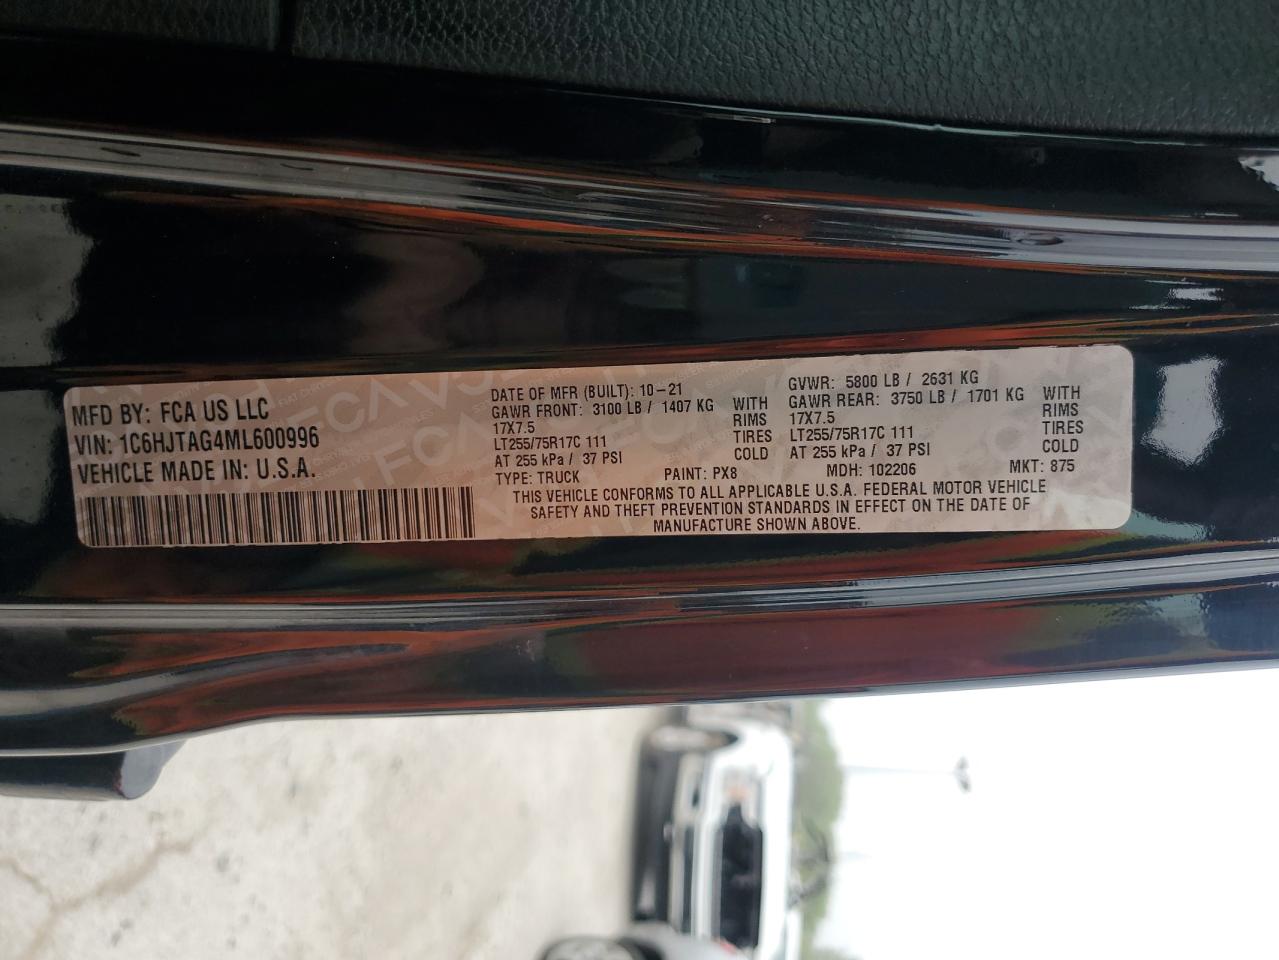 MFD BY: FCA US LLC
VIN: 1C6HJTAG4ML600996
VEHICLE MADE IN: U.S.A.
DATE OF MFR (BUILT): 10-21
GAWR FRONT: 3100 LB / 1407 KG WITH
17X7.5 RIMS
LT255/75R17C 111 TIRES
AT 255 kPa / 37 PSI COLD
GVWR: 5800 LB / 2631 KG
GAWR REAR: 3750 LB / 1701 KG WITH
17X7.5 RIMS
LT255/75R17C 111 TIRES
AT 255 kPa / 37 PSI COLD
TYPE: TRUCK PAINT: PX8 MDH: 102206 MKT: 875
THIS VEHICLE CONFORMS TO ALL APPLICABLE U.S.A. FEDERAL MOTOR VEHICLE
SAFETY AND THEFT PREVENTION STANDARDS IN EFFECT ON THE DATE OF
MANUFACTURE SHOWN ABOVE.